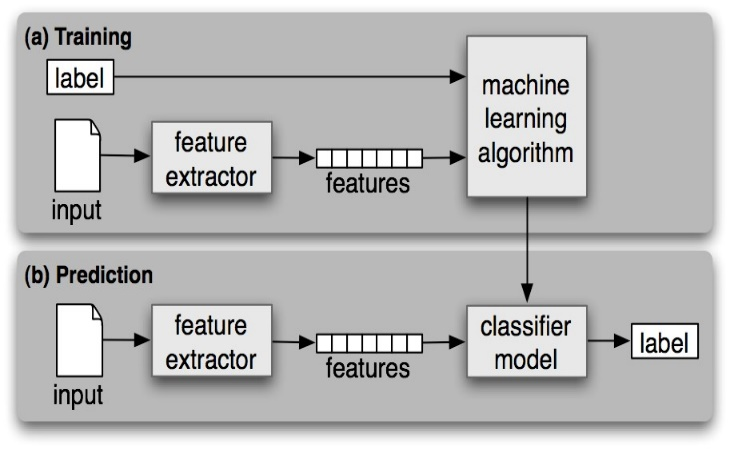 (a) Training
label
machine
learning
algorithm
feature
extractor
features
input
(b) Prediction
feature
extractor
features
classifier
model
label
input